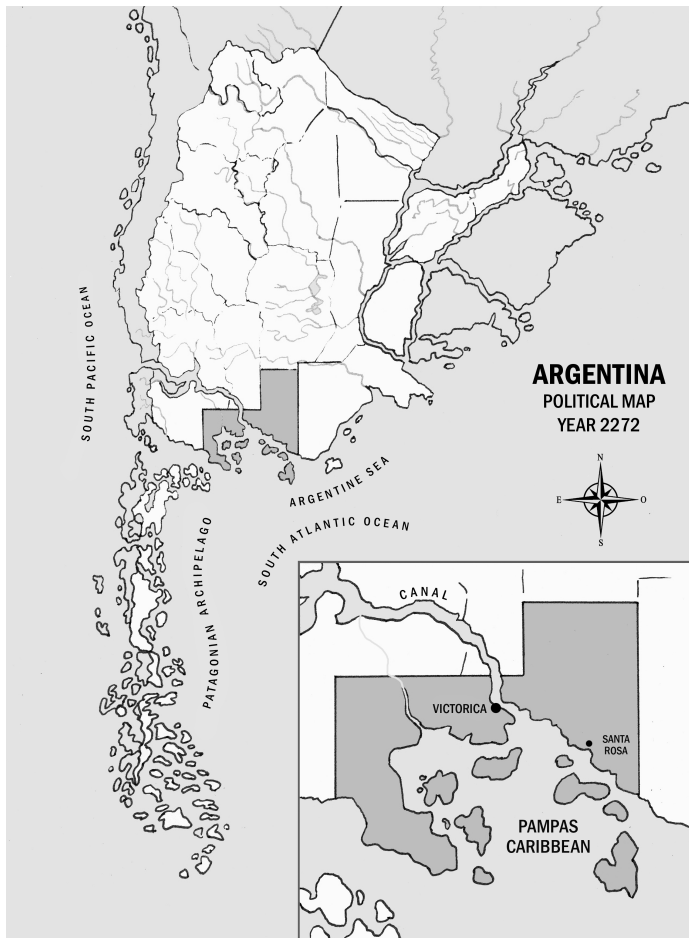 ARGENTINA
POLITICAL MAP
YEAR 2272
N
E
O
S
SOUTH PACIFIC OCEAN
ARGENTINE SEA
SOUTH ATLANTIC OCEAN
PATAGONIAN ARCHIPELAGO
CANAL
VICTORICA
SANTA
ROSA
PAMPAS
CARIBBEAN